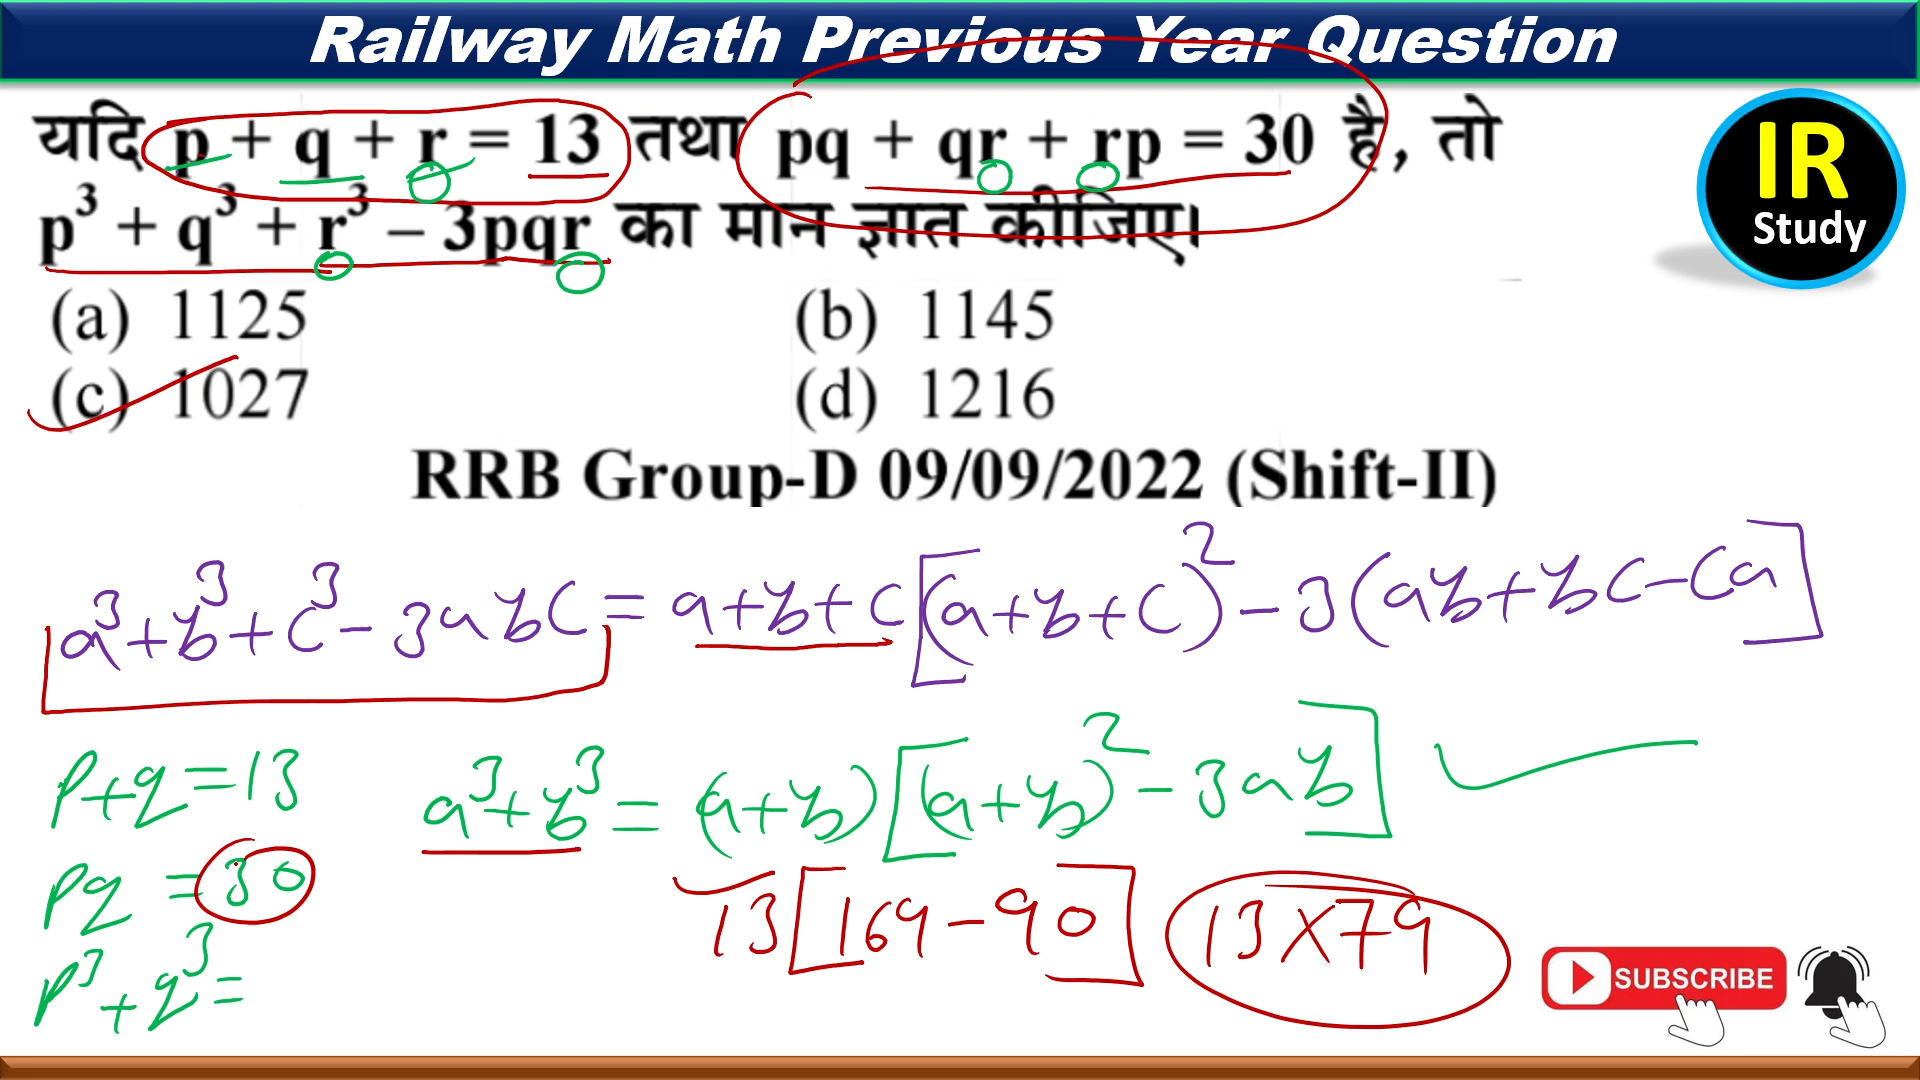 Railway Math Previous Year Question
यदि p + q + r = 13 तथा pq + qr + rp = 30 है, तो
p³ + q³ + r³ – 3pqr का मान ज्ञात कीजिए।
IR
Study
(a) 1125 (b) 1145
(c) 1027 (d) 1216
RRB Group-D 09/09/2022 (Shift-II)
a³+b³+c³-3abc = a+b+c[(a+b+c)²-3(ab+bc-ca]
p+q=13
a³+b³ = (a+b)[(a+b)²-3ab]
pq =30
13[169-90] 13×79
p³+q³=
SUBSCRIBE